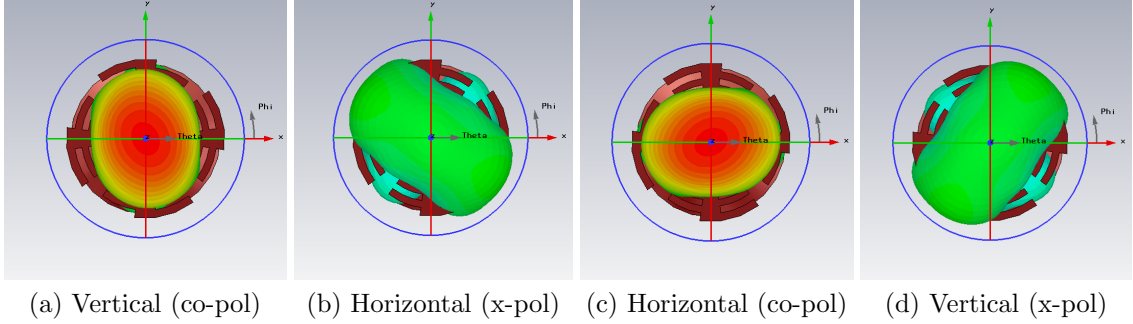 y
Phi
Theta
x
y
Phi
Theta
x
y
Phi
Theta
x
y
Phi
Theta
x
(a) Vertical (co-pol)
(b) Horizontal (x-pol)
(c) Horizontal (co-pol)
(d) Vertical (x-pol)